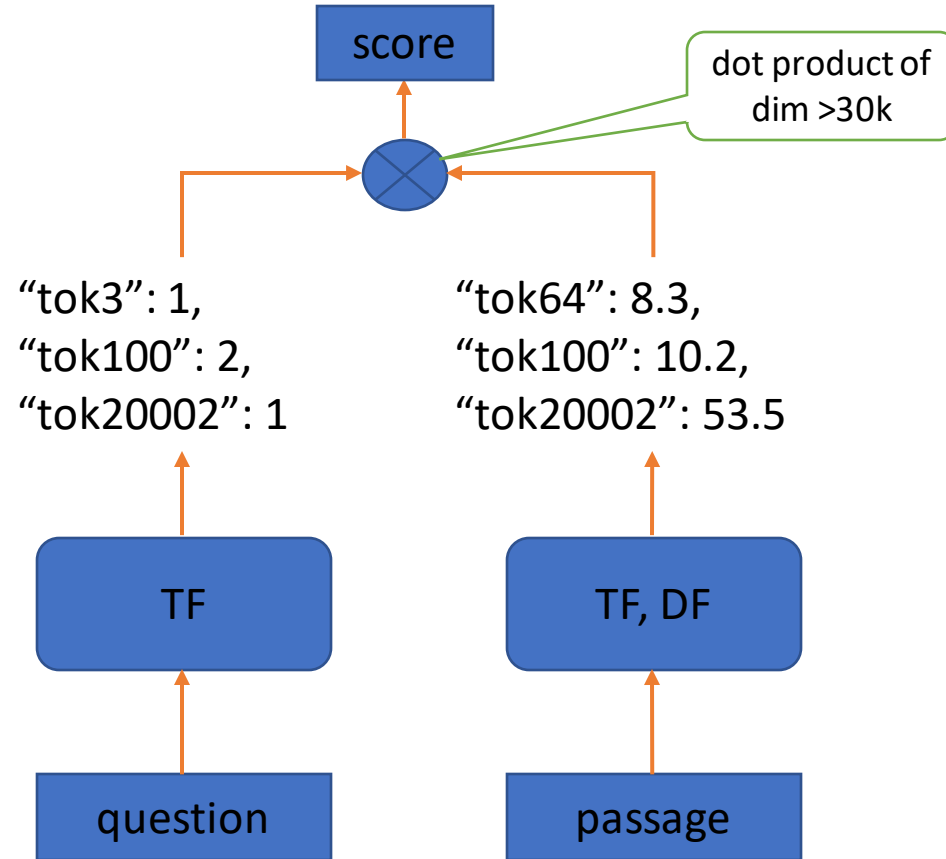 score
dot product of
dim >30k
“tok3”: 1,
“tok100”: 2,
“tok20002”: 1
“tok64”: 8.3,
“tok100”: 10.2,
“tok20002”: 53.5
TF
TF, DF
question
passage